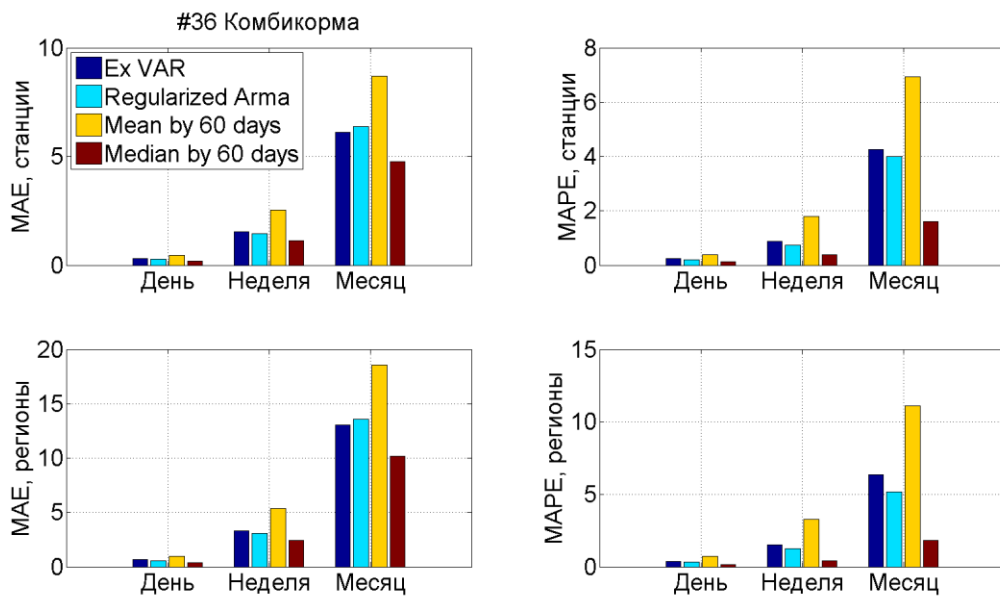 #36 Комбикорма
10
5
0
MAE, станции
Ex VAR
Regularized Arma
Mean by 60 days
Median by 60 days
День Неделя Месяц
8
6
4
2
0
MAPE, станции
День Неделя Месяц
20
15
10
5
0
MAE, регионы
День Неделя Месяц
15
10
5
0
MAPE, регионы
День Неделя Месяц